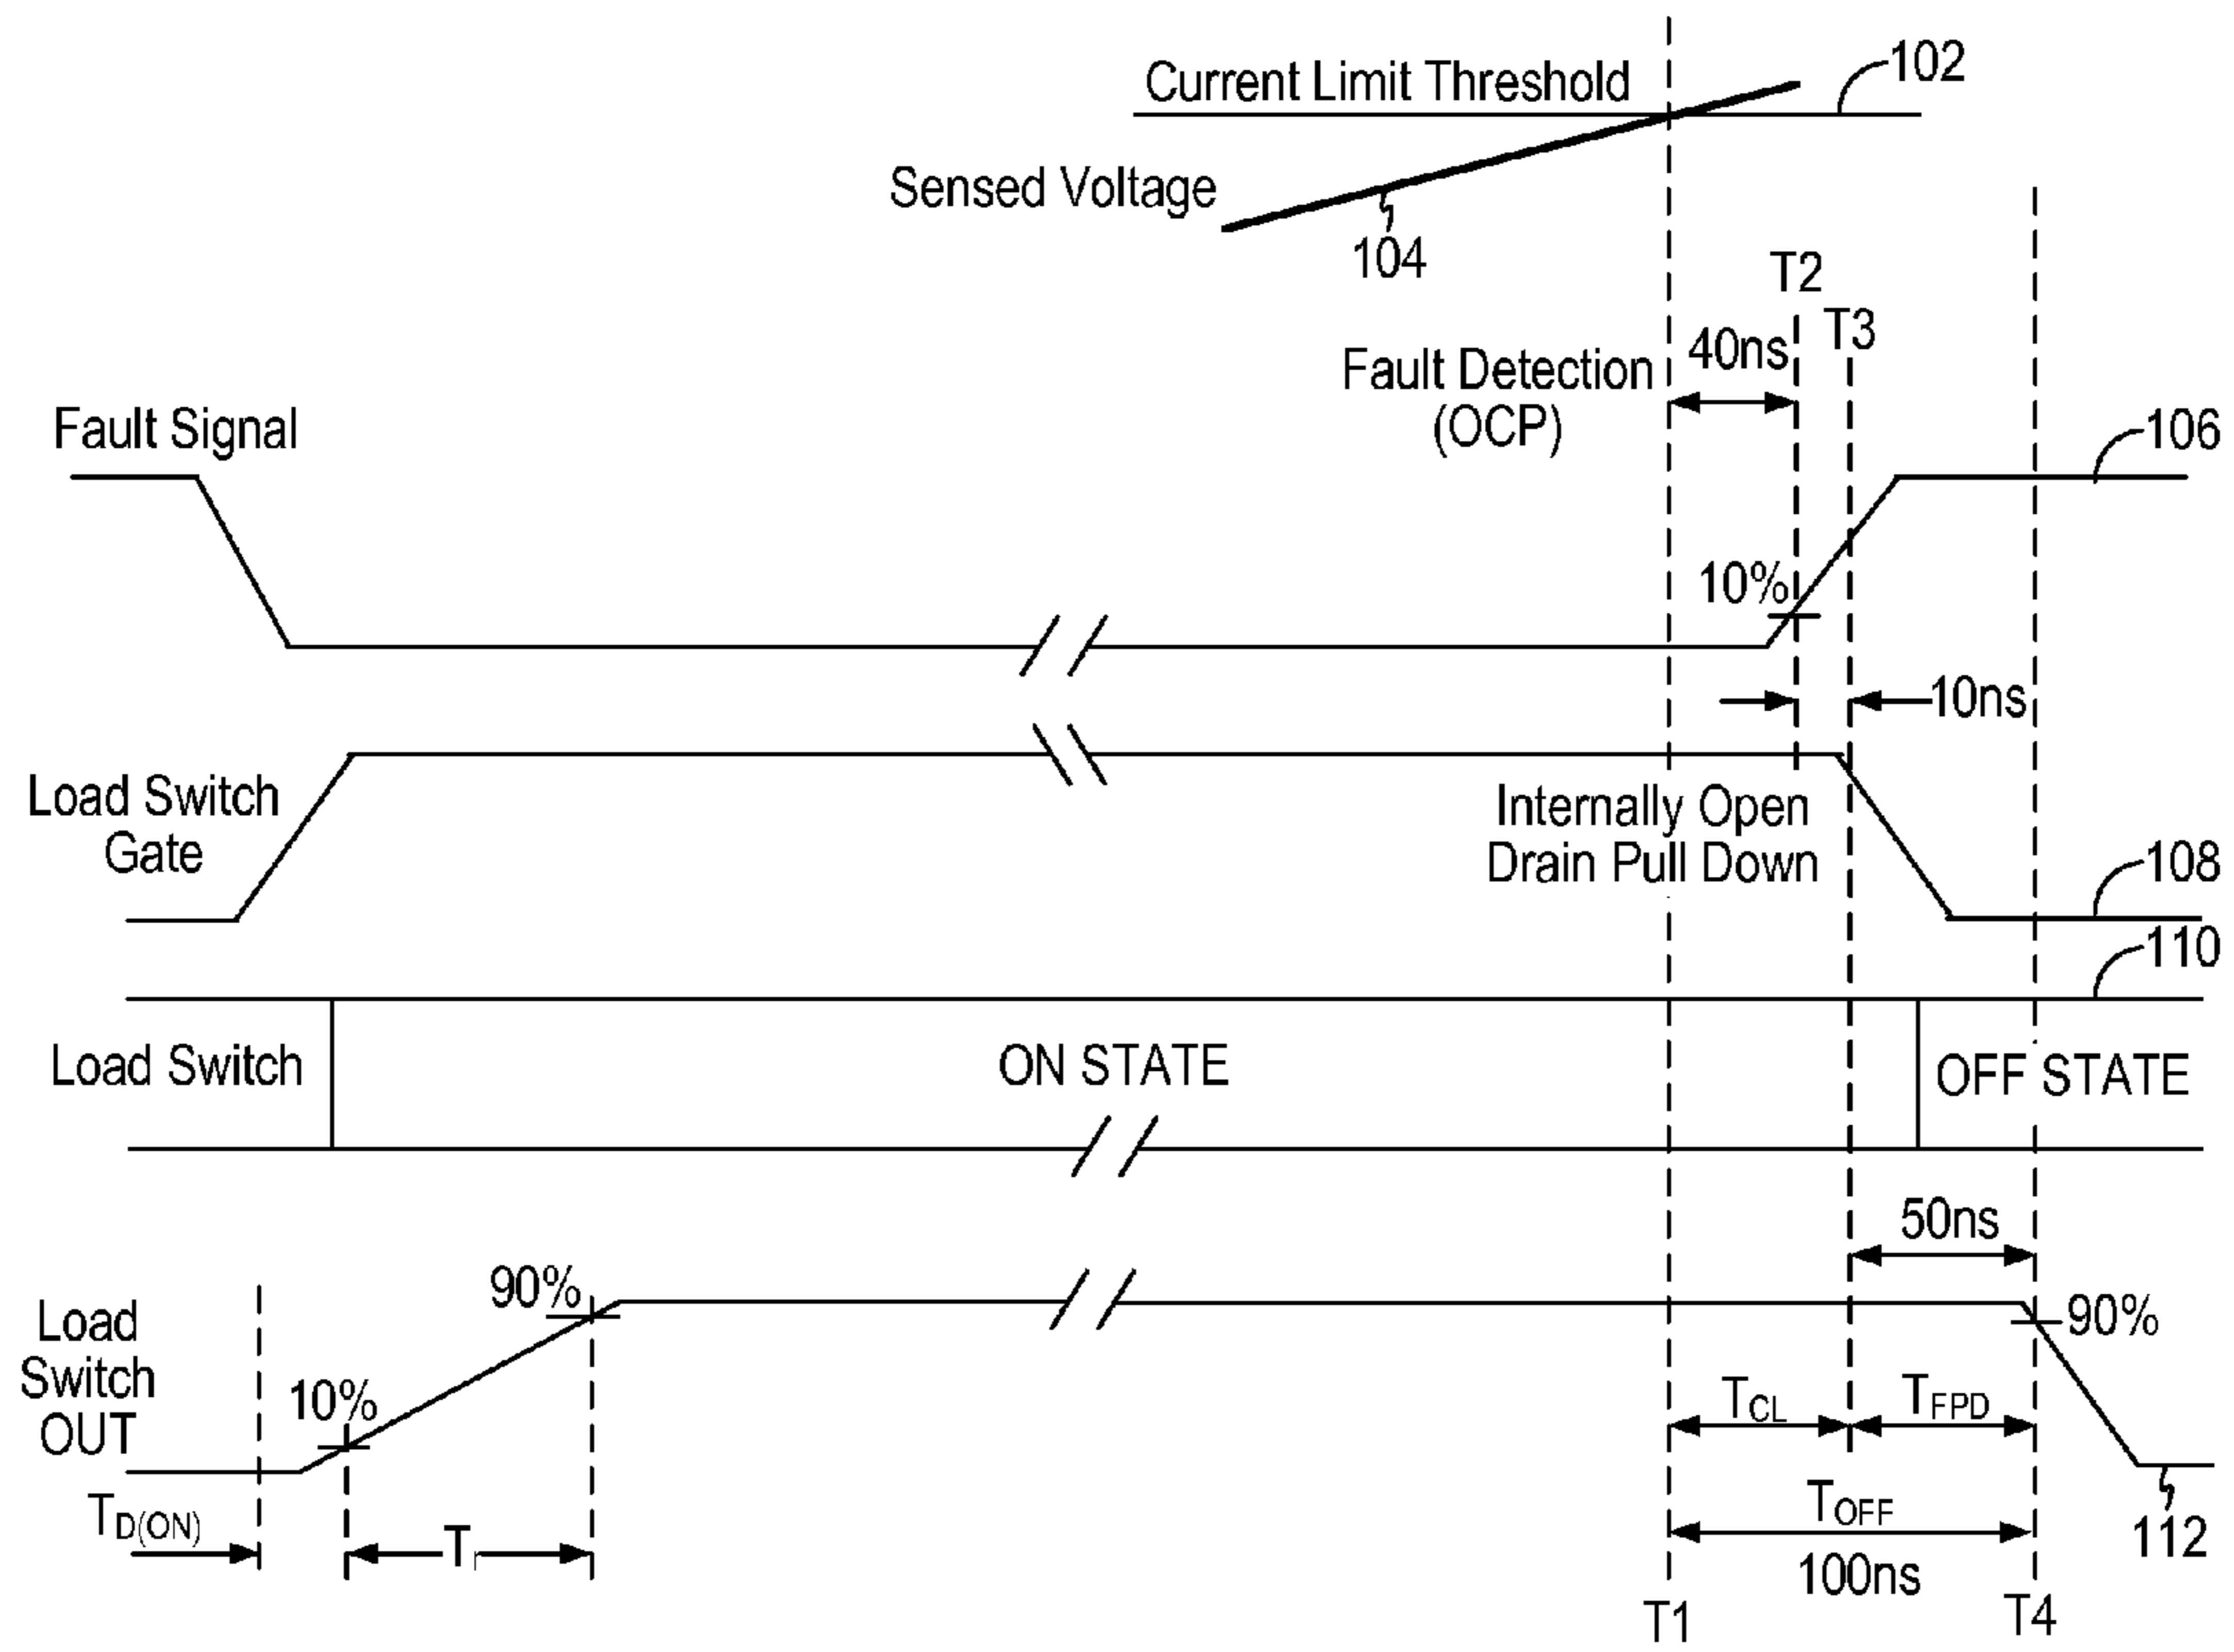 Current Limit Threshold
102
Sensed Voltage
104
T2
T3
40ns
Fault Detection
(OCP)
Fault Signal
106
10%
10ns
Load Switch
Gate
Internally Open
Drain Pull Down
108
110
Load Switch
ON STATE
OFF STATE
50ns
90%
Load
Switch
OUT
10%
90%
TCL
TFPD
TD(ON)
Tr
TOFF
100ns
112
T1
T4